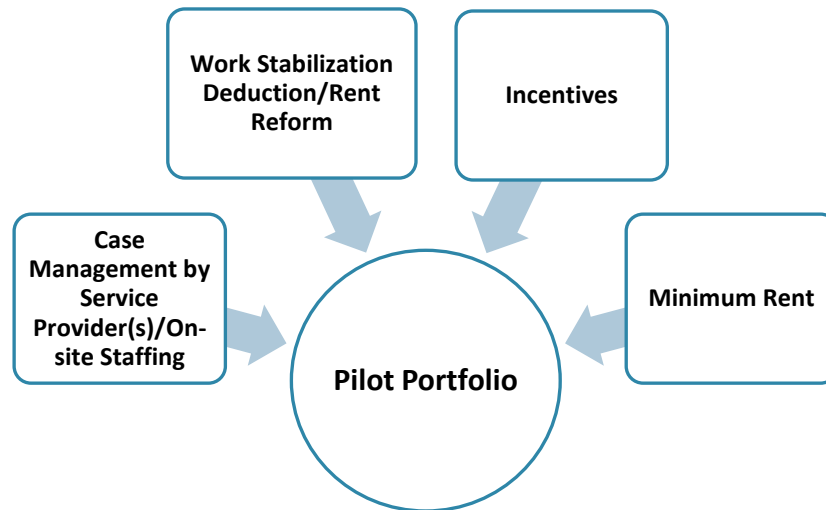 Work Stabilization
Deduction/Rent
Reform
Incentives
Case
Management by
Service
Provider(s)/On-
site Staffing
Minimum Rent
Pilot Portfolio